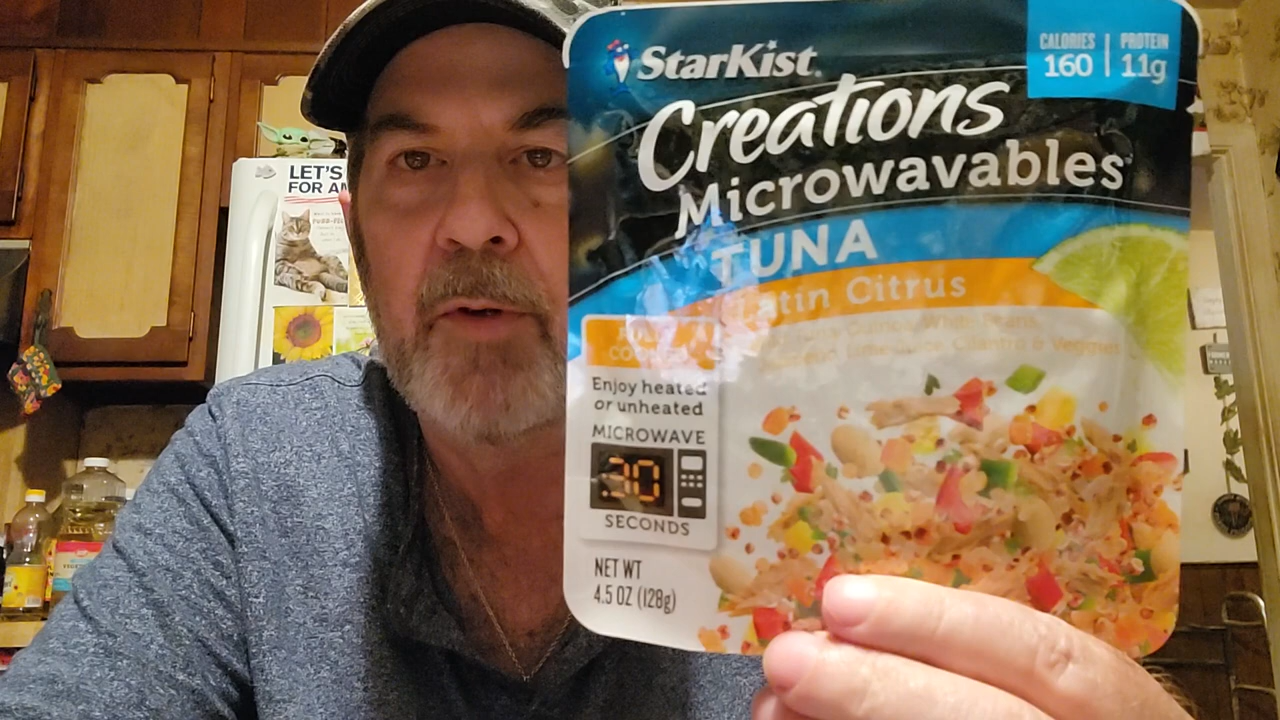 StarKist
CALORIES
160
PROTEIN
11g
Creations
Microwavables
TUNA
Latin Citrus
Enjoy heated
or unheated
MICROWAVE
30
SECONDS
NET WT
4.5 OZ (128g)
LET'S
FOR